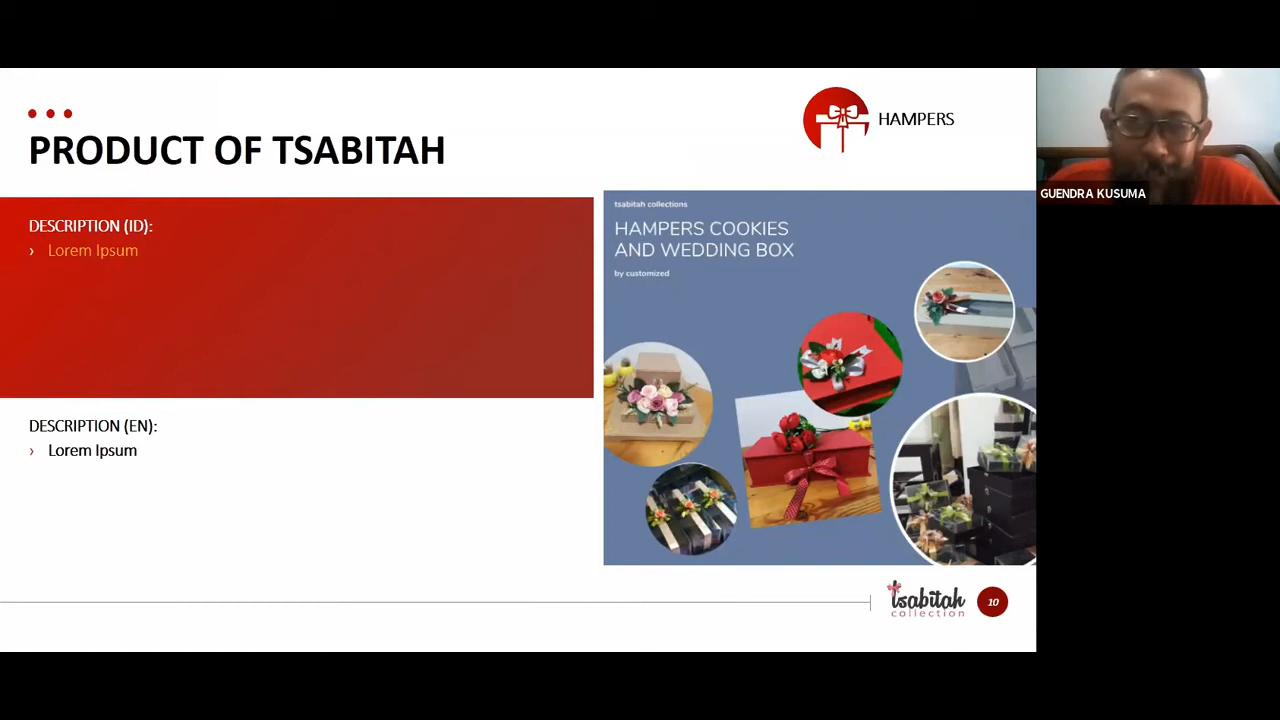 PRODUCT OF TSABITAH
HAMPERS
DESCRIPTION (ID):
› Lorem Ipsum
DESCRIPTION (EN):
› Lorem Ipsum
tsabitah collections
HAMPERS COOKIES
AND WEDDING BOX
by customized
tsabitah
collection
10
GUENDRA KUSUMA